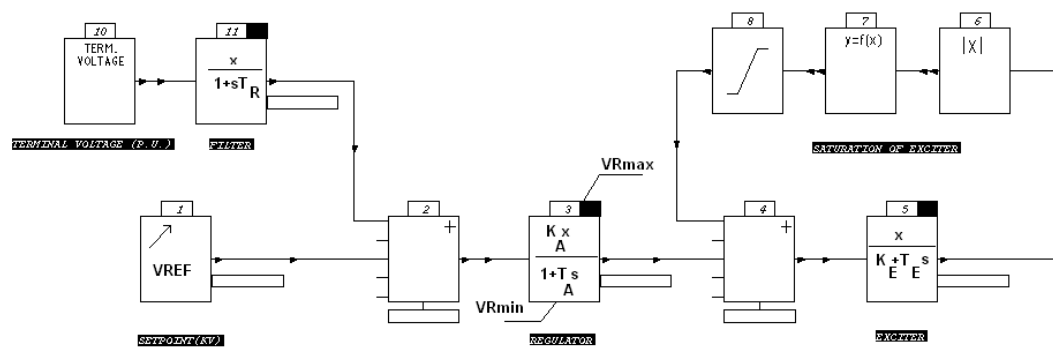 10
TERM.
VOLTAGE
TERMINAL VOLTAGE (P.U.)
11
x
1+sT
R
FILTER
8
7
y=f(x)
6
|X|
SATURATION OF EXCITER
1
VREF
SETPOINT(KV)
2
+
VRmax
3
K x
A
1+T s
A
VRmin
REGULATOR
4
+
5
x
K +T s
E E
EXCITER